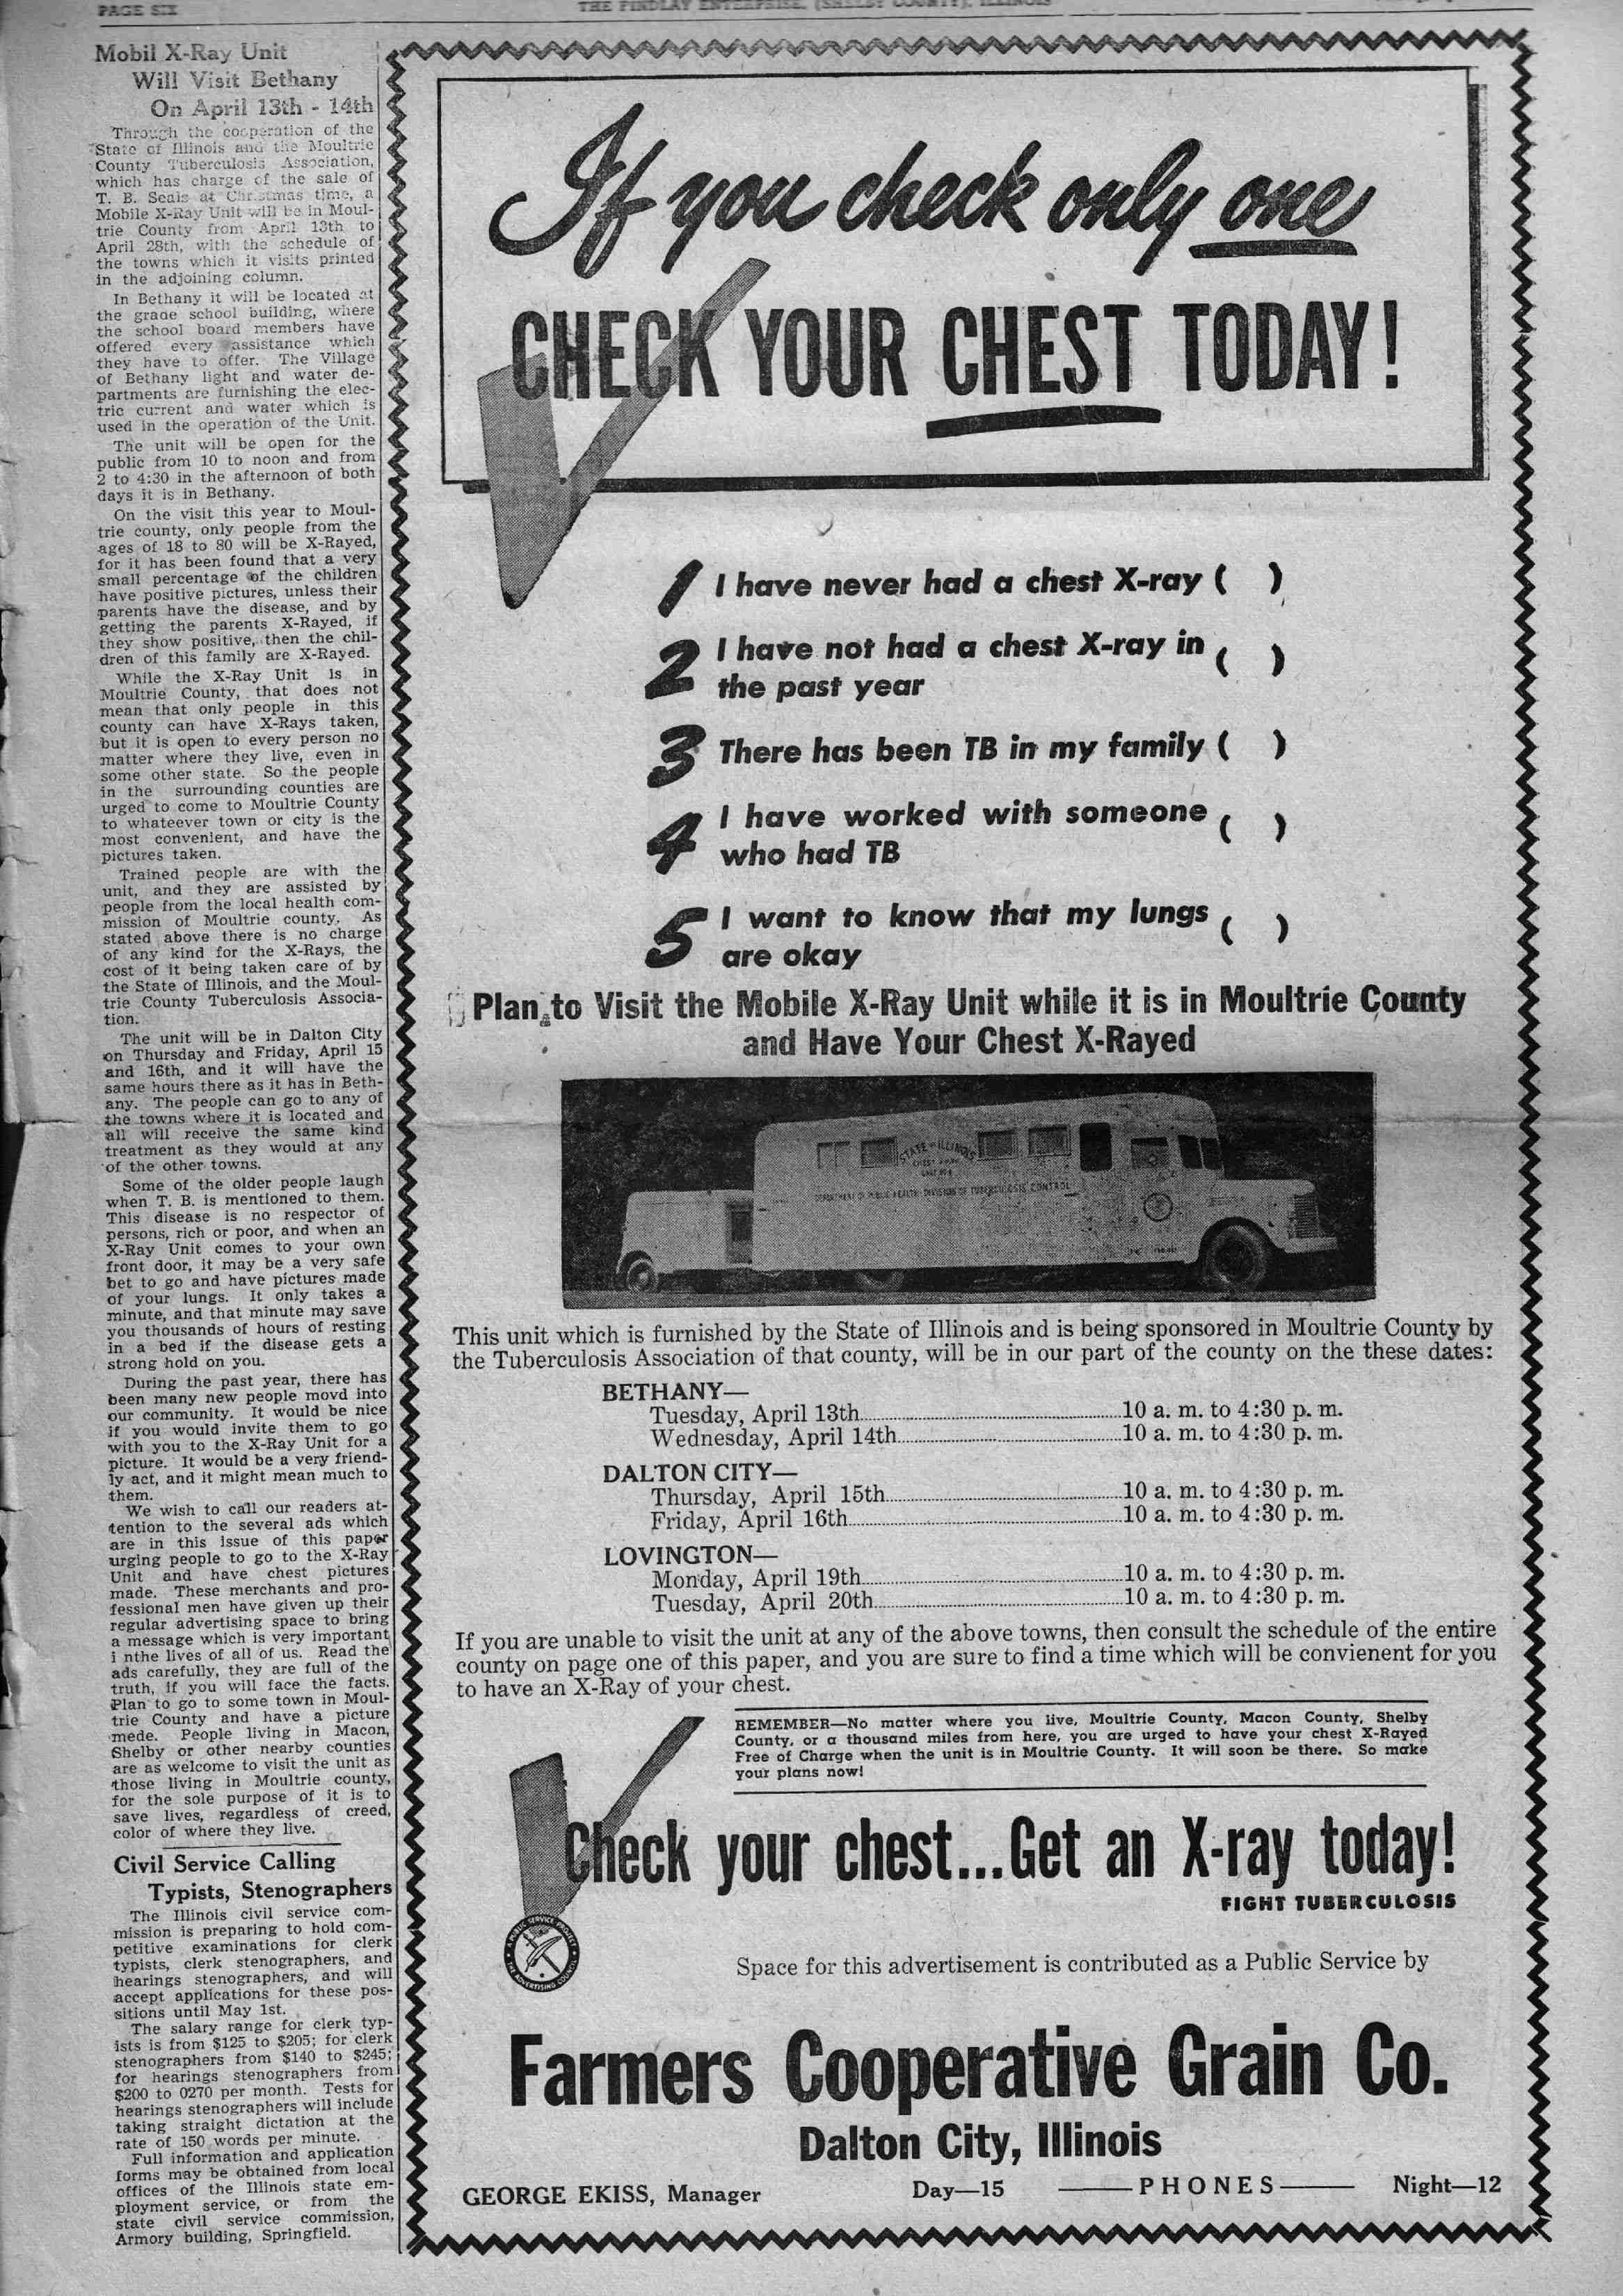 PAGE SIX
THE FINDLAY ENTERPRISE, (SHELBY COUNTY), ILLINOIS
Mobil X-Ray Unit
Will Visit Bethany
On April 13th - 14th
Through the cooperation of the
State of Illinois and the Moultrie
County Tuberculosis Association,
which has charge of the sale of
T. B. Seals at Christmas time, a
Mobile X-Ray Unit will be in Moul-
trie County from April 13th to
April 28th, with the schedule of
the towns which it visits printed
in the adjoining column.
In Bethany it will be located at
the grade school building, where
the school board members have
offered every assistance which
they have to offer. The Village
of Bethany light and water de-
partments are furnishing the elec-
tric current and water which is
used in the operation of the Unit.
The unit will be open for the
public from 10 to noon and from
2 to 4:30 in the afternoon of both
days it is in Bethany.
On the visit this year to Moul-
trie county, only people from the
ages of 18 to 80 will be X-Rayed,
for it has been found that a very
small percentage of the children
have positive pictures, unless their
parents have the disease, and by
getting the parents X-Rayed, if
they show positive, then the chil-
dren of this family are X-Rayed.
While the X-Ray Unit is in
Moultrie County, that does not
mean that only people in this
county can have X-Rays taken,
but it is open to every person no
matter where they live, even in
some other state. So the people
in the surrounding counties are
urged to come to Moultrie County
to whateever town or city is the
most convenient, and have the
pictures taken.
Trained people are with the
unit, and they are assisted by
people from the local health com-
mission of Moultrie county. As
stated above there is no charge
of any kind for the X-Rays, the
cost of it being taken care of by
the State of Illinois, and the Moul-
trie County Tuberculosis Associa-
tion.
The unit will be in Dalton City
on Thursday and Friday, April 15
and 16th, and it will have the
same hours there as it has in Beth-
any. The people can go to any of
the towns where it is located and
all will receive the same kind
treatment as they would at any
of the other towns.
Some of the older people laugh
when T. B. is mentioned to them.
This disease is no respector of
persons, rich or poor, and when an
X-Ray Unit comes to your own
front door, it may be a very safe
bet to go and have pictures made
of your lungs. It only takes a
minute, and that minute may save
you thousands of hours of resting
in a bed if the disease gets a
strong hold on you.
During the past year, there has
been many new people movd into
our community. It would be nice
if you would invite them to go
with you to the X-Ray Unit for a
picture. It would be a very friend-
ly act, and it might mean much to
them.
We wish to call our readers at-
tention to the several ads which
are in this issue of this paper
urging people to go to the X-Ray
Unit and have chest pictures
made. These merchants and pro-
fessional men have given up their
regular advertising space to bring
a message which is very important
i nthe lives of all of us. Read the
ads carefully, they are full of the
truth, if you will face the facts.
Plan to go to some town in Moul-
trie County and have a picture
mede. People living in Macon,
Shelby or other nearby counties
are as welcome to visit the unit as
those living in Moultrie county,
for the sole purpose of it is to
save lives, regardless of creed,
color of where they live.
Civil Service Calling
Typists, Stenographers
The Illinois civil service com-
mission is preparing to hold com-
petitive examinations for clerk
typists, clerk stenographers, and
hearings stenographers, and will
accept applications for these pos-
sitions until May 1st.
The salary range for clerk typ-
ists is from $125 to $205; for clerk
stenographers from $140 to $245;
for hearings stenographers from
$200 to 0270 per month. Tests for
hearings stenographers will include
taking straight dictation at the
rate of 150 words per minute.
Full information and application
forms may be obtained from local
offices of the Illinois state em-
ployment service, or from the
state civil service commission,
Armory building, Springfield.
If you check only one
CHECK YOUR CHEST TODAY!
1 I have never had a chest X-ray ( )
2 I have not had a chest X-ray in ( )
the past year
3 There has been TB in my family ( )
4 I have worked with someone ( )
who had TB
5 I want to know that my lungs ( )
are okay
Plan to Visit the Mobile X-Ray Unit while it is in Moultrie County
and Have Your Chest X-Rayed
STATE OF ILLINOIS
CHEST X-RAY
DEPARTMENT OF PUBLIC HEALTH DIVISION OF TUBERCULOSIS CONTROL
This unit which is furnished by the State of Illinois and is being sponsored in Moultrie County by
the Tuberculosis Association of that county, will be in our part of the county on the these dates:
BETHANY—
Tuesday, April 13th 10 a. m. to 4:30 p. m.
Wednesday, April 14th 10 a. m. to 4:30 p. m.
DALTON CITY—
Thursday, April 15th 10 a. m. to 4:30 p. m.
Friday, April 16th 10 a. m. to 4:30 p. m.
LOVINGTON—
Monday, April 19th 10 a. m. to 4:30 p. m.
Tuesday, April 20th 10 a. m. to 4:30 p. m.
If you are unable to visit the unit at any of the above towns, then consult the schedule of the entire
county on page one of this paper, and you are sure to find a time which will be convienent for you
to have an X-Ray of your chest.
REMEMBER—No matter where you live, Moultrie County, Macon County, Shelby
County, or a thousand miles from here, you are urged to have your chest X-Rayed
Free of Charge when the unit is in Moultrie County. It will soon be there. So make
your plans now!
Check your chest...Get an X-ray today!
FIGHT TUBERCULOSIS
A PUBLIC SERVICE PROJECT
THE ADVERTISING COUNCIL
Space for this advertisement is contributed as a Public Service by
Farmers Cooperative Grain Co.
Dalton City, Illinois
GEORGE EKISS, Manager Day—15 ——PHONES—— Night—12